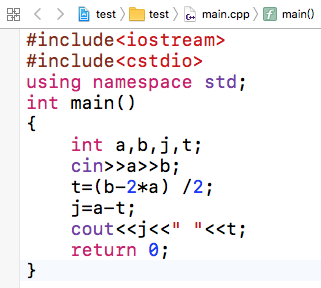 test test main.cpp main()
#include<iostream>
#include<cstdio>
using namespace std;
int main()
{
    int a,b,j,t;
    cin>>a>>b;
    t=(b-2*a) /2;
    j=a-t;
    cout<<j<<" "<<t;
    return 0;
}